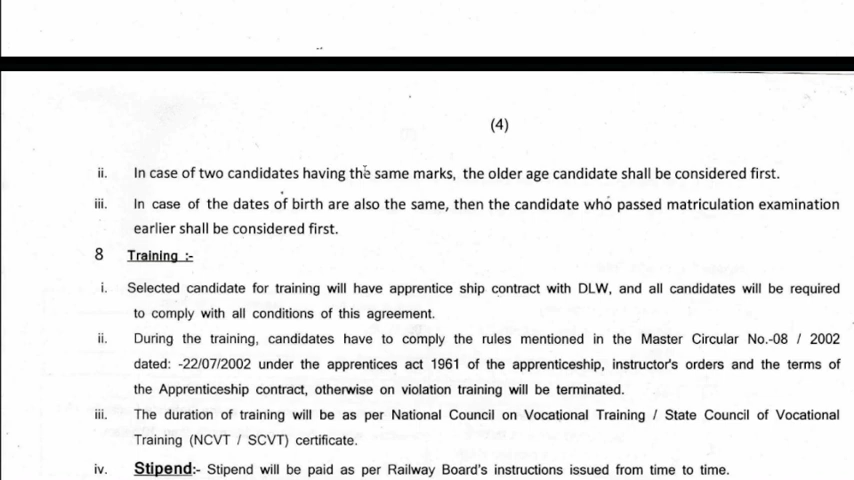 (4)
ii. In case of two candidates having the same marks, the older age candidate shall be considered first.
iii. In case of the dates of birth are also the same, then the candidate who passed matriculation examination
earlier shall be considered first.
8 Training :-
i. Selected candidate for training will have apprentice ship contract with DLW, and all candidates will be required
to comply with all conditions of this agreement.
ii. During the training, candidates have to comply the rules mentioned in the Master Circular No.-08 / 2002
dated: -22/07/2002 under the apprentices act 1961 of the apprenticeship, instructor's orders and the terms of
the Apprenticeship contract, otherwise on violation training will be terminated.
iii. The duration of training will be as per National Council on Vocational Training / State Council of Vocational
Training (NCVT / SCVT) certificate.
iv. Stipend:- Stipend will be paid as per Railway Board's instructions issued from time to time.